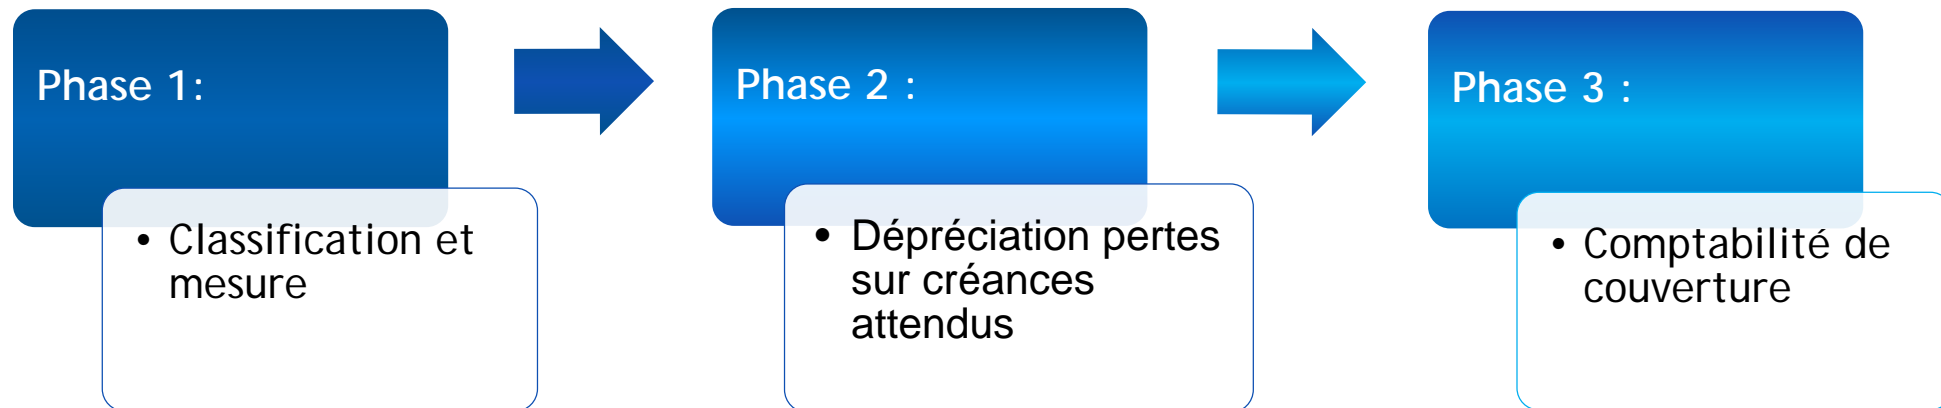 Phase 1:
• Classification et
mesure
Phase 2 :
• Dépréciation pertes
sur créances
attendus
Phase 3 :
• Comptabilité de
couverture